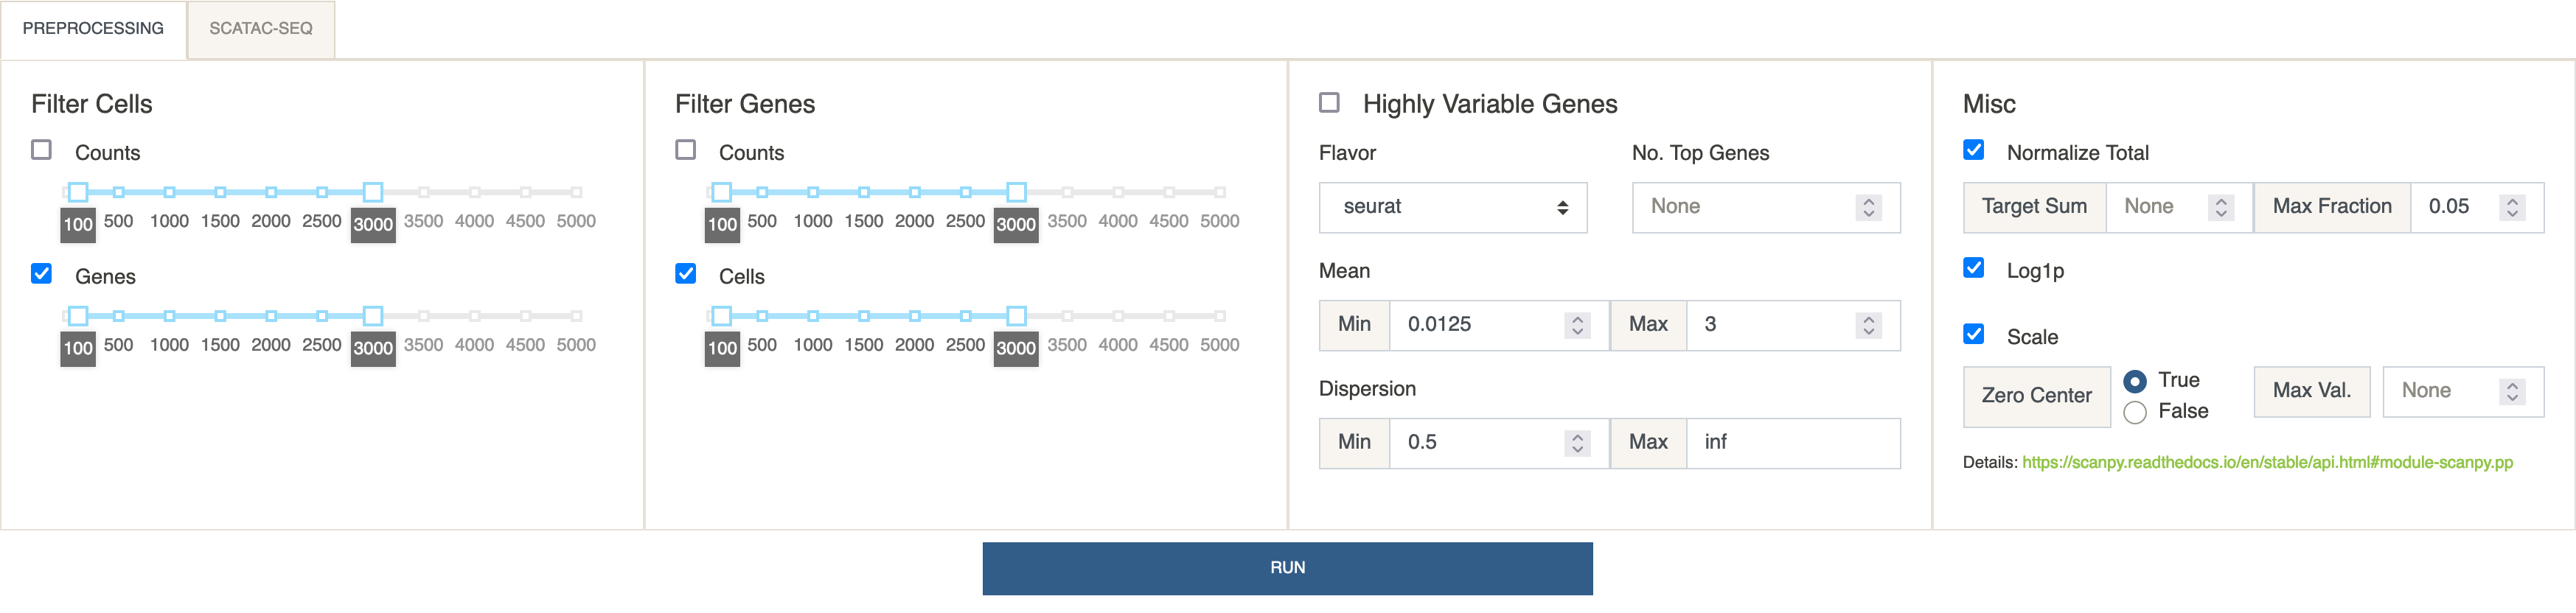 PREPROCESSING
SCATAC-SEQ
Filter Cells
Counts
100 500 1000 1500 2000 2500 3000 3500 4000 4500 5000
Genes
100 500 1000 1500 2000 2500 3000 3500 4000 4500 5000
Filter Genes
Counts
100 500 1000 1500 2000 2500 3000 3500 4000 4500 5000
Cells
100 500 1000 1500 2000 2500 3000 3500 4000 4500 5000
Highly Variable Genes
Flavor
seurat
No. Top Genes
None
Mean
Min 0.0125 Max 3
Dispersion
Min 0.5 Max inf
Misc
Normalize Total
Target Sum None Max Fraction 0.05
Log1p
Scale
Zero Center
True
False
Max Val. None
Details: https://scanpy.readthedocs.io/en/stable/api.html#module-scanpy.pp
RUN